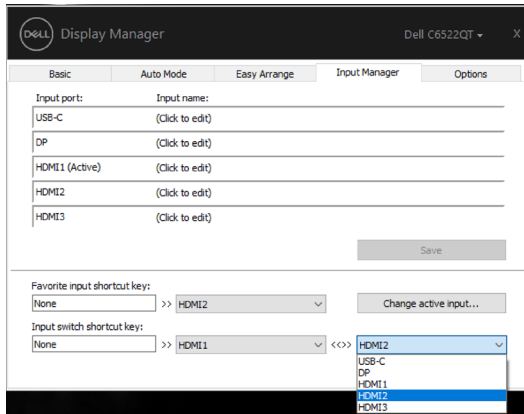 DELL Display Manager Dell C6522QT X
Basic Auto Mode Easy Arrange Input Manager Options
Input port: Input name:
USB-C (Click to edit)
DP (Click to edit)
HDMI1 (Active) (Click to edit)
HDMI2 (Click to edit)
HDMI3 (Click to edit)
Save
Favorite input shortcut key:
None >> HDMI2 Change active input...
Input switch shortcut key:
None >> HDMI1 <<>> HDMI2
USB-C
DP
HDMI1
HDMI2
HDMI3